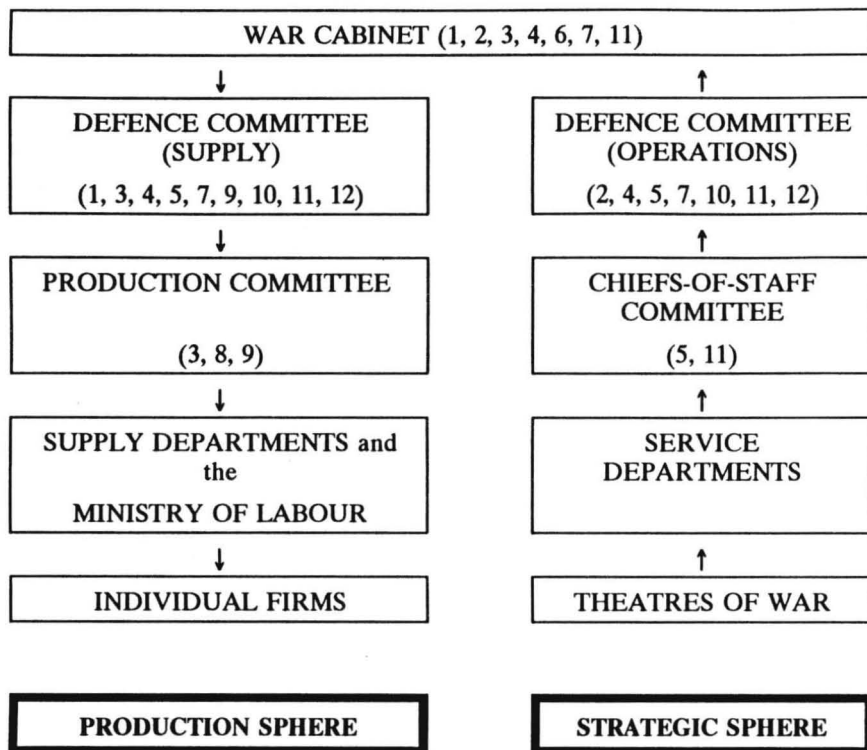 WAR CABINET (1, 2, 3, 4, 6, 7, 11)
↓
↑
DEFENCE COMMITTEE
(SUPPLY)
(1, 3, 4, 5, 7, 9, 10, 11, 12)
DEFENCE COMMITTEE
(OPERATIONS)
(2, 4, 5, 7, 10, 11, 12)
↓
↑
PRODUCTION COMMITTEE
(3, 8, 9)
CHIEFS-OF-STAFF
COMMITTEE
(5, 11)
↓
↑
SUPPLY DEPARTMENTS and
the
MINISTRY OF LABOUR
SERVICE
DEPARTMENTS
↓
↑
INDIVIDUAL FIRMS
THEATRES OF WAR
PRODUCTION SPHERE
STRATEGIC SPHERE